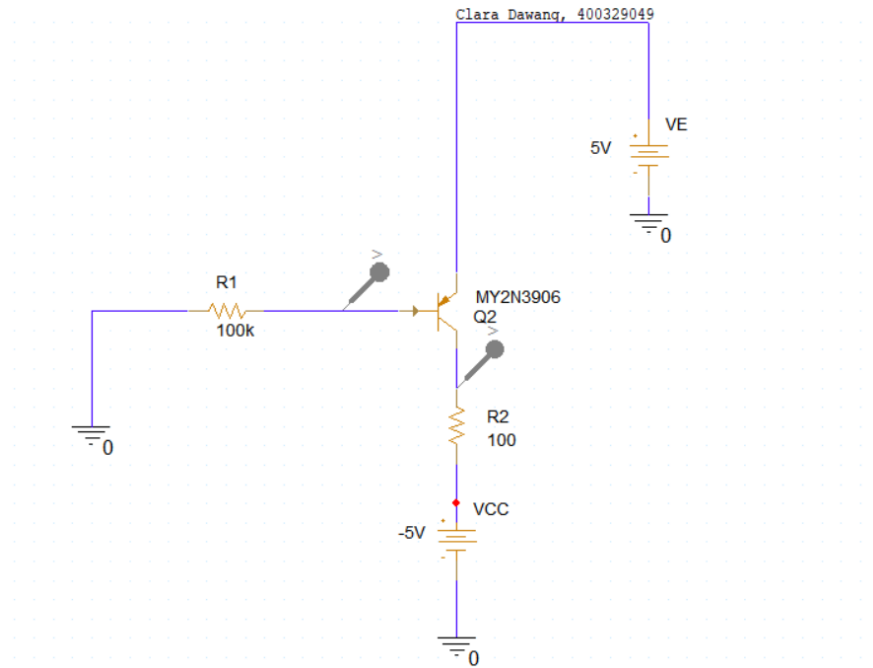 Clara Dawang, 400329049
VE
5V
0
R1
100k
MY2N3906
Q2
R2
100
0
VCC
-5V
0